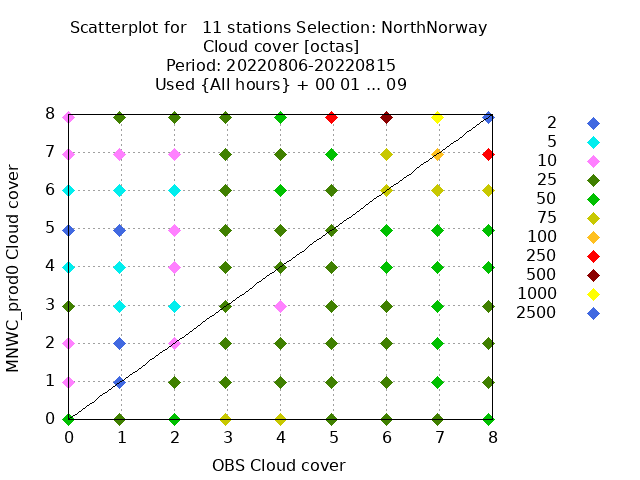 Scatterplot for   11 stations Selection: NorthNorway
Cloud cover [octas]
Period: 20220806-20220815
Used {All hours} + 00 01 ... 09
MNWC_prod0 Cloud cover
8
7
6
5
4
3
2
1
0
0 1 2 3 4 5 6 7 8
OBS Cloud cover
2
5
10
25
50
75
100
250
500
1000
2500